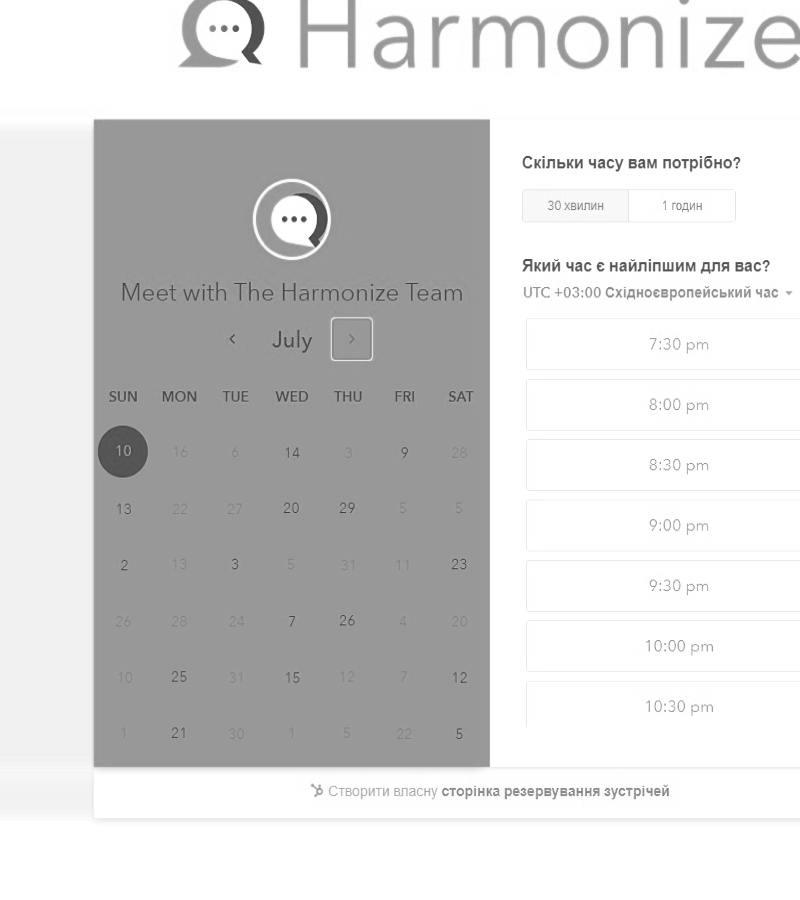 Harmonize
Meet with The Harmonize Team
July
SUN MON TUE WED THU FRI SAT
10 16 6 14 3 9 28
13 22 27 20 29 5 5
2 13 3 5 31 11 23
26 28 24 7 26 4 20
10 25 31 15 12 7 12
1 21 30 1 5 22 5
Скільки часу вам потрібно?
30 хвилин 1 годин
Який час є найліпшим для вас?
UTC +03:00 Східноєвропейський час
7:30 pm
8:00 pm
8:30 pm
9:00 pm
9:30 pm
10:00 pm
10:30 pm
Створити власну сторінка резервування зустрічей